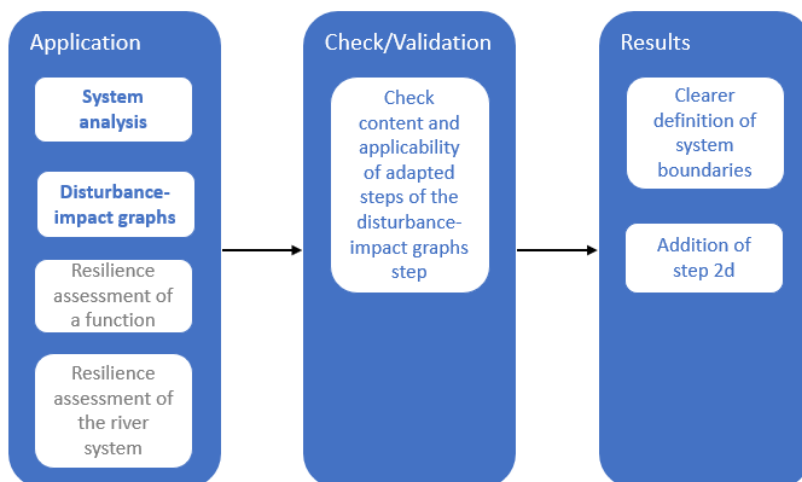 Application
System
analysis
Disturbance-
impact graphs
Resilience
assessment of
a function
Resilience
assessment of
the river
system
Check/Validation
Check
content and
applicability
of adapted
steps of the
disturbance-
impact graphs
step
Results
Clearer
definition of
system
boundaries
Addition of
step 2d